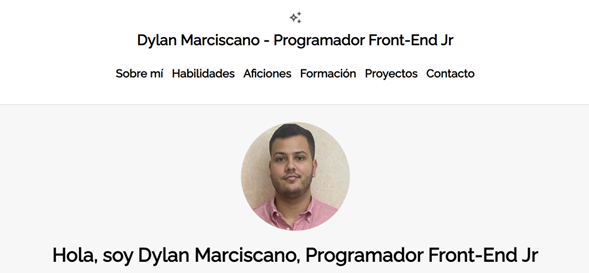 Dylan Marciscano - Programador Front-End Jr
Sobre mí Habilidades Aficiones Formación Proyectos Contacto
Hola, soy Dylan Marciscano, Programador Front-End Jr